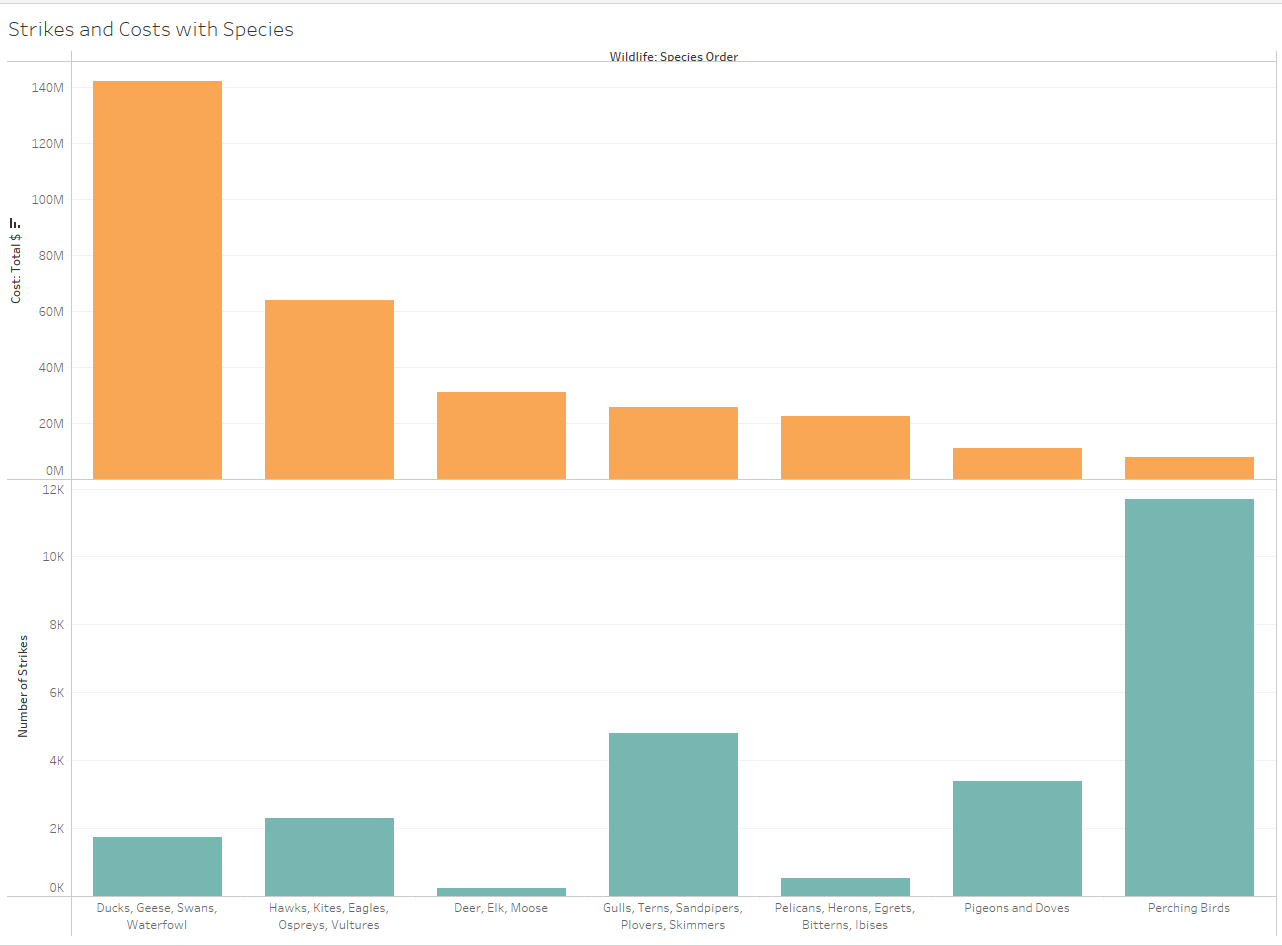 Strikes and Costs with Species
Wildlife: Species Order
Cost: Total $
140M
120M
100M
80M
60M
40M
20M
0M
Number of Strikes
12K
10K
8K
6K
4K
2K
0K
Ducks, Geese, Swans,
Waterfowl
Hawks, Kites, Eagles,
Ospreys, Vultures
Deer, Elk, Moose
Gulls, Terns, Sandpipers,
Plovers, Skimmers
Pelicans, Herons, Egrets,
Bitterns, Ibises
Pigeons and Doves
Perching Birds